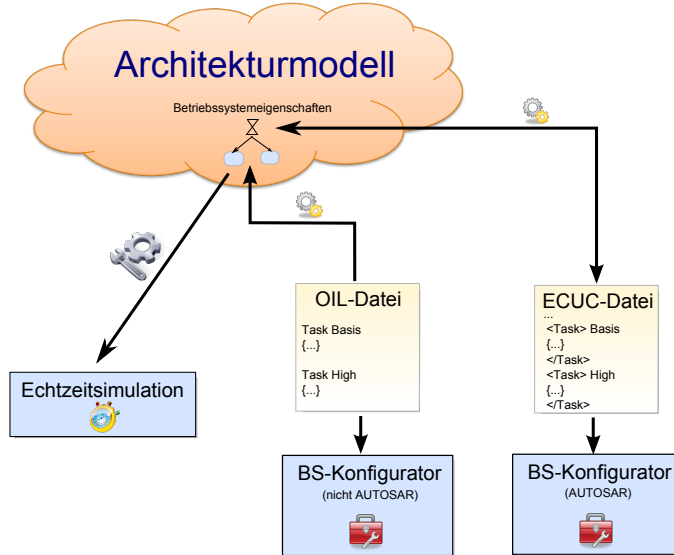 Architekturmodell
Betriebssystemeigenschaften
OIL-Datei
Task Basis
{...}
Task High
{...}
ECUC-Datei
...
<Task> Basis
{...}
</Task>
<Task> High
{...}
</Task>
Echtzeitsimulation
BS-Konfigurator
(nicht AUTOSAR)
BS-Konfigurator
(AUTOSAR)